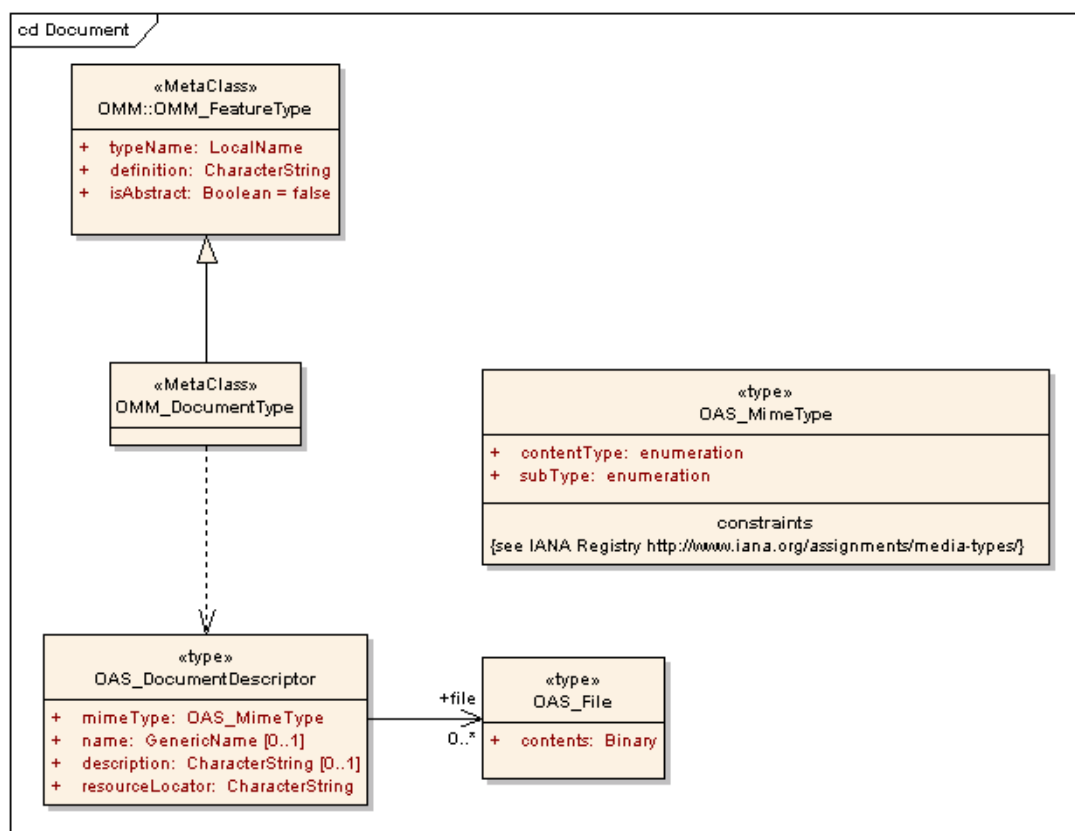 cd Document
«MetaClass»
OMM::OMM_FeatureType
+ typeName: LocalName
+ definition: CharacterString
+ isAbstract: Boolean = false
«MetaClass»
OMM_DocumentType
«type»
OAS_MimeType
+ contentType: enumeration
+ subType: enumeration
constraints
{see IANA Registry http://www.iana.org/assignments/media-types/}
«type»
OAS_DocumentDescriptor
+ mimeType: OAS_MimeType
+ name: GenericName [0..1]
+ description: CharacterString [0..1]
+ resourceLocator: CharacterString
+file
0..*
«type»
OAS_File
+ contents: Binary